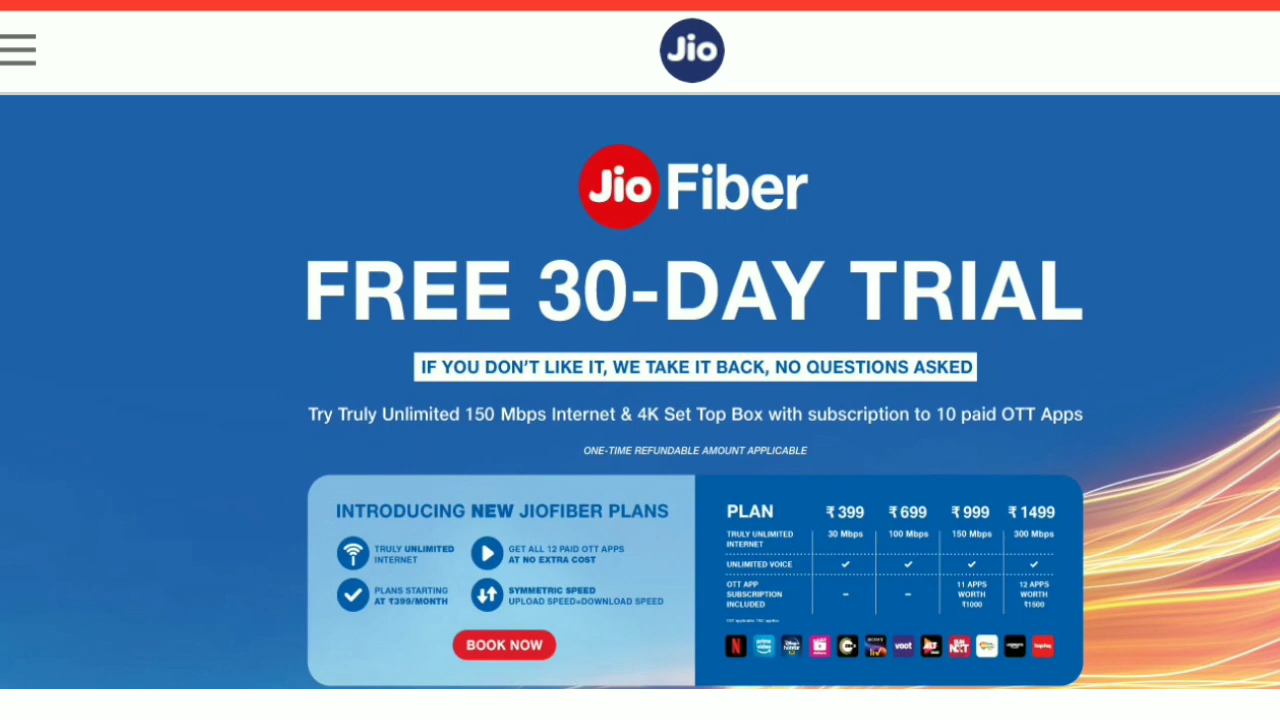 Jio
Jio Fiber
FREE 30-DAY TRIAL
IF YOU DON'T LIKE IT, WE TAKE IT BACK, NO QUESTIONS ASKED
Try Truly Unlimited 150 Mbps Internet & 4K Set Top Box with subscription to 10 paid OTT Apps
ONE-TIME REFUNDABLE AMOUNT APPLICABLE
INTRODUCING NEW JIOFIBER PLANS
TRULY UNLIMITED
INTERNET
GET ALL 12 PAID OTT APPS
AT NO EXTRA COST
PLANS STARTING
AT ₹399/MONTH
SYMMETRIC SPEED
UPLOAD SPEED=DOWNLOAD SPEED
BOOK NOW
PLAN ₹ 399 ₹ 699 ₹ 999 ₹ 1499
TRULY UNLIMITED
INTERNET
30 Mbps 100 Mbps 150 Mbps 300 Mbps
UNLIMITED VOICE
OTT APP
SUBSCRIPTION
INCLUDED
– –
11 APPS
WORTH
₹1000
12 APPS
WORTH
₹1500
N
prime video
voot
ALT
SUN NXT